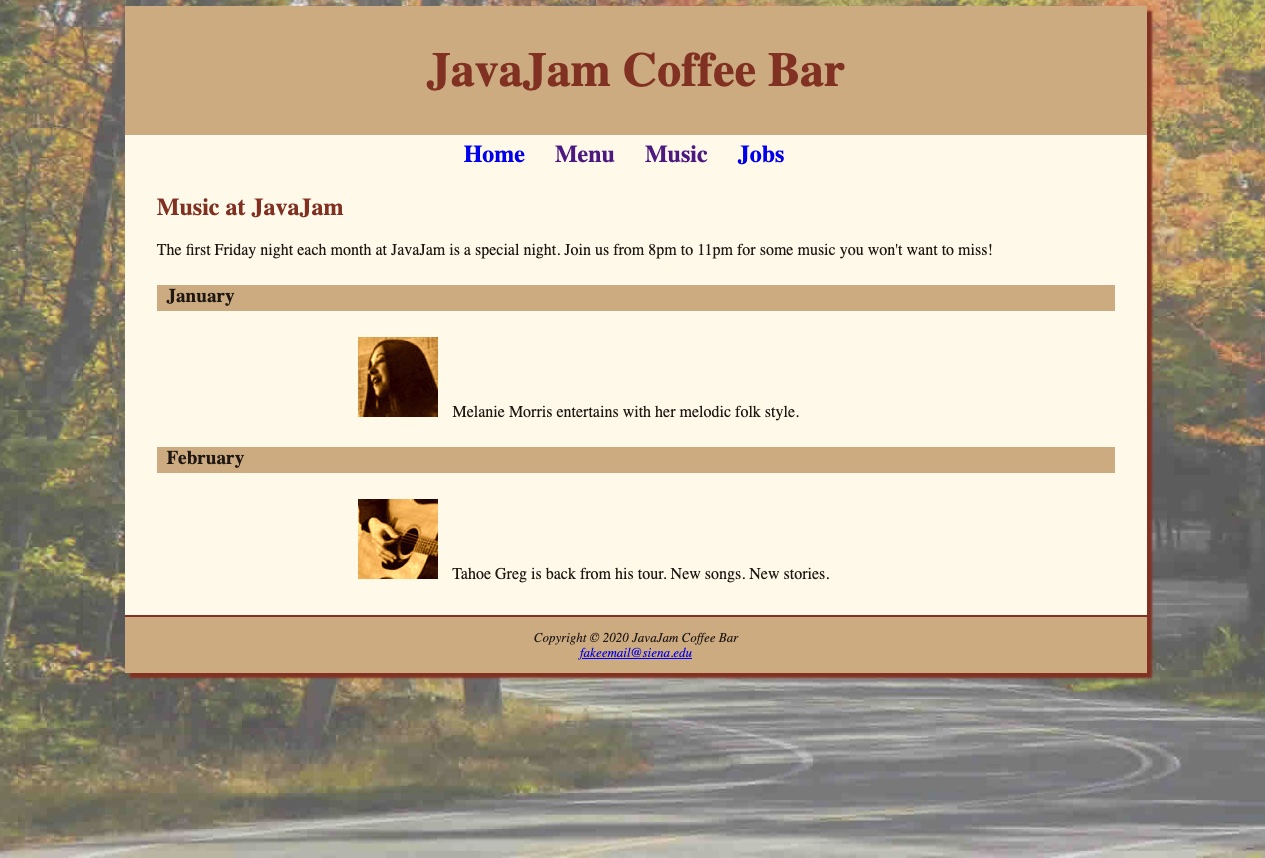 JavaJam Coffee Bar
Home Menu Music Jobs
Music at JavaJam
The first Friday night each month at JavaJam is a special night. Join us from 8pm to 11pm for some music you won't want to miss!
January
Melanie Morris entertains with her melodic folk style.
February
Tahoe Greg is back from his tour. New songs. New stories.
Copyright © 2020 JavaJam Coffee Bar
fakeemail@siena.edu